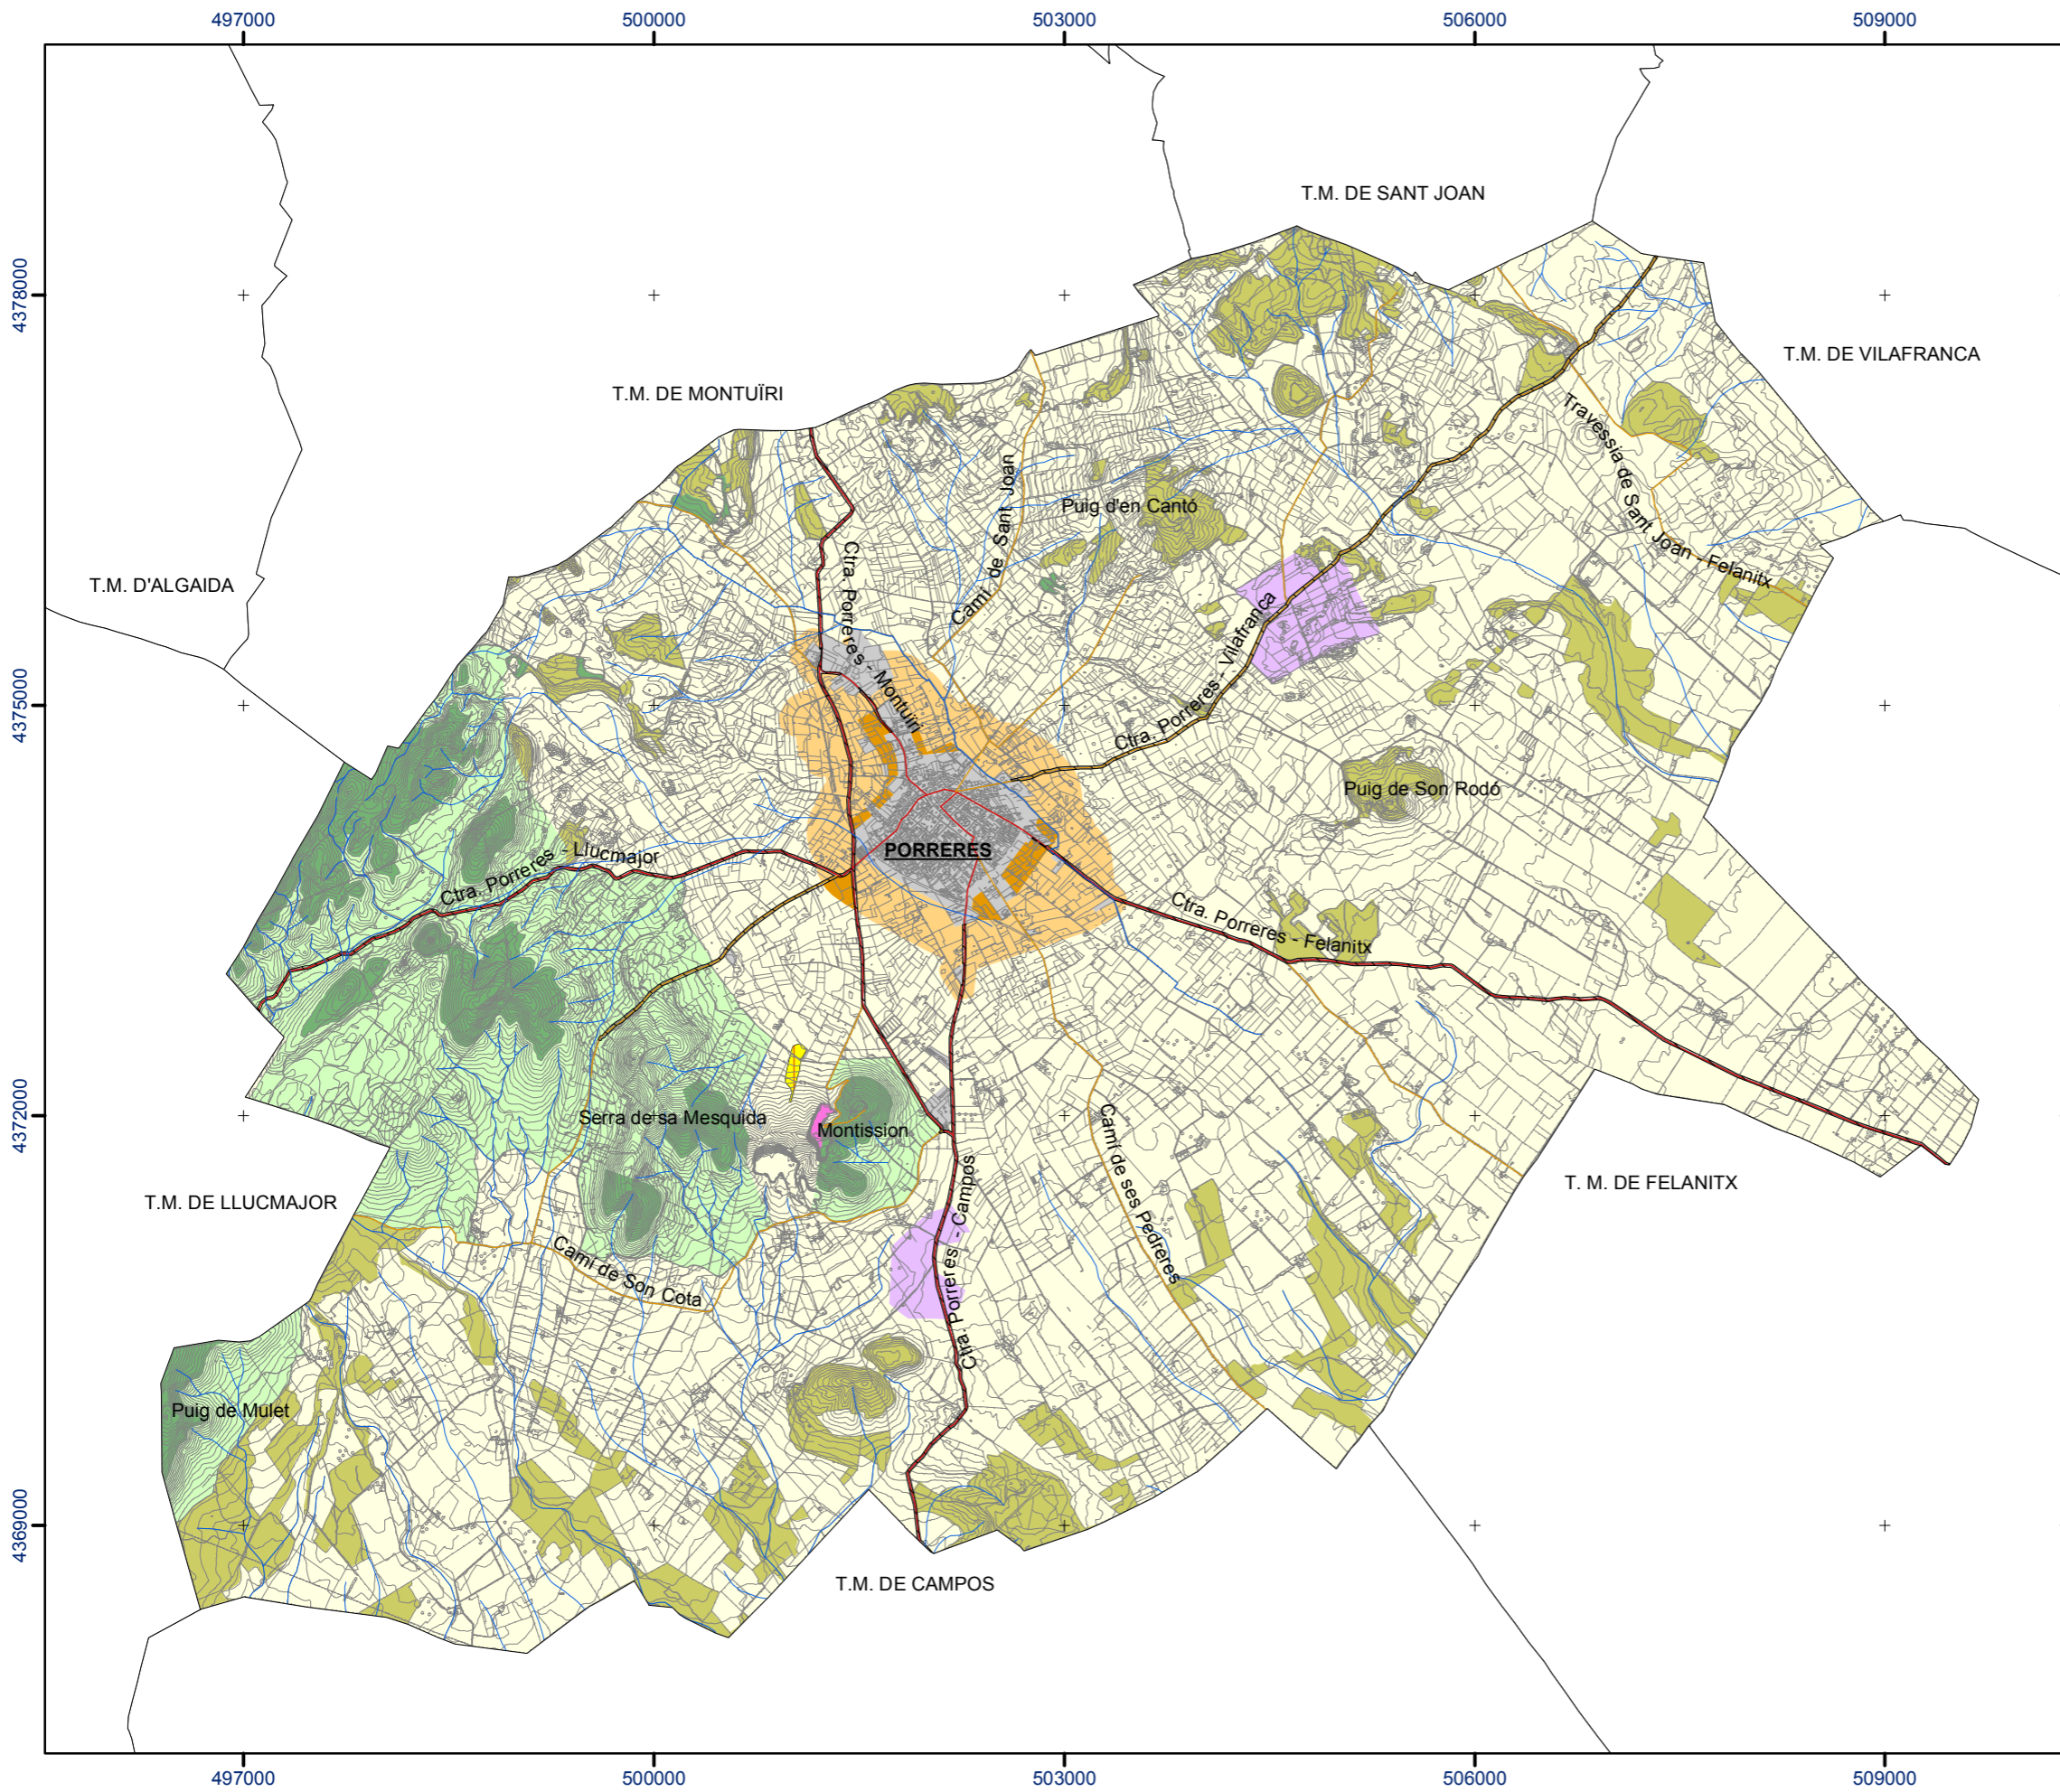 497000 500000 503000 506000 509000
T.M. DE SANT JOAN
4378000
T.M. DE VILAFRANCA
T.M. DE MONTUÏRI
Travessia de Sant Joan - Felanitx
Puig d'en Cantó
Camí de Sant Joan
Ctra. Porreres - Montuïri
T.M. D'ALGAIDA
Ctra. Porreres - Vilafranca
4375000
Puig de Son Rodó
PORRERES
Ctra. Porreres - Llucmajor
Ctra. Porreres - Felanitx
4372000
Serra de sa Mesquida
Montission
Camí de ses Pedreres
T. M. DE FELANITX
T.M. DE LLUCMAJOR
Ctra. Porreres - Campos
Camí de Son Cota
Puig de Mulet
4369000
T.M. DE CAMPOS
497000 500000 503000 506000 509000